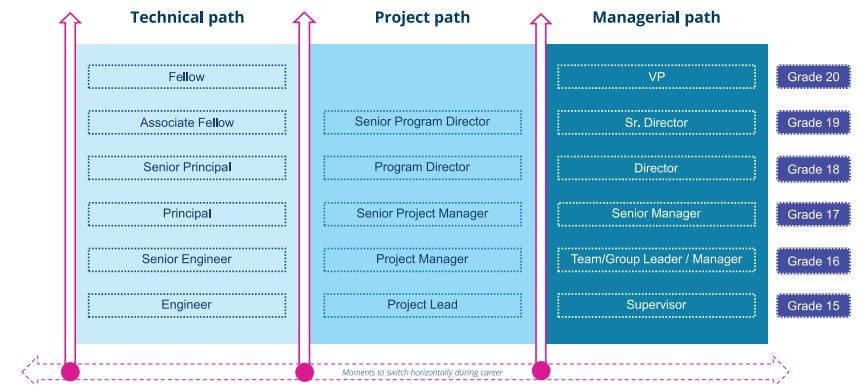 Technical path Project path Managerial path
Fellow VP Grade 20
Associate Fellow Senior Program Director Sr. Director Grade 19
Senior Principal Program Director Director Grade 18
Principal Senior Project Manager Senior Manager Grade 17
Senior Engineer Project Manager Team/Group Leader / Manager Grade 16
Engineer Project Lead Supervisor Grade 15
Moments to switch horizontally during career